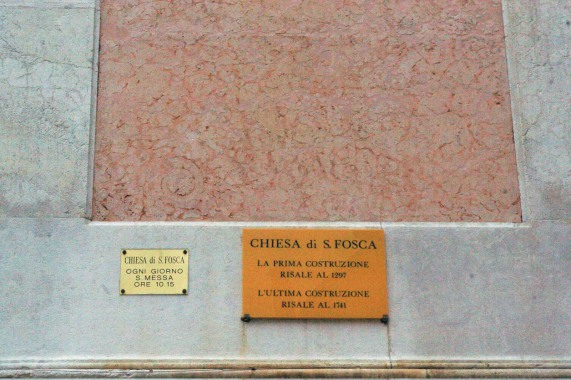 CHIESA di S. FOSCA
OGNI GIORNO
S. MESSA
ORE 10.15
CHIESA di S. FOSCA
LA PRIMA COSTRUZIONE
RISALE AL 1297
L'ULTIMA COSTRUZIONE
RISALE AL 1741